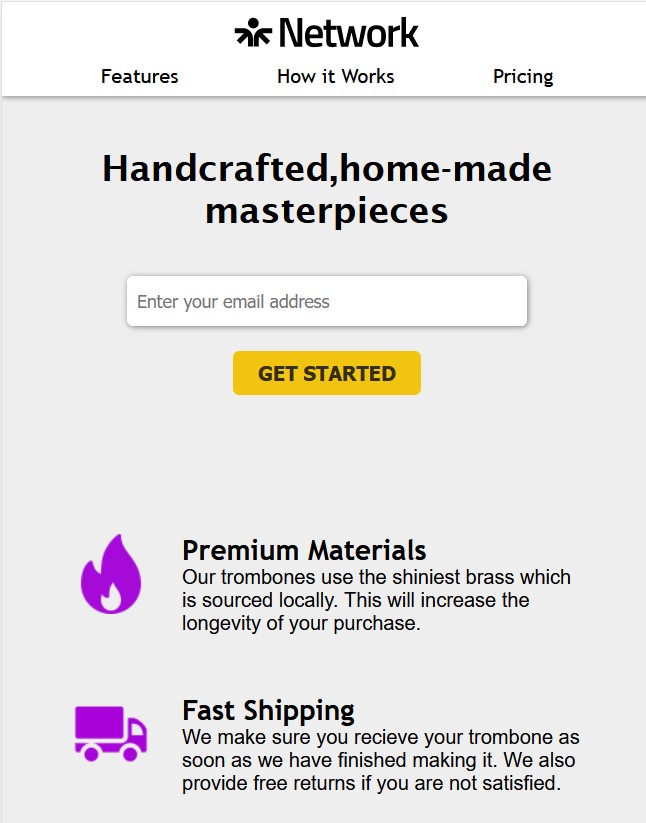 Network
Features How it Works Pricing
Handcrafted,home-made
masterpieces
Enter your email address
GET STARTED
Premium Materials
Our trombones use the shiniest brass which
is sourced locally. This will increase the
longevity of your purchase.
Fast Shipping
We make sure you recieve your trombone as
soon as we have finished making it. We also
provide free returns if you are not satisfied.